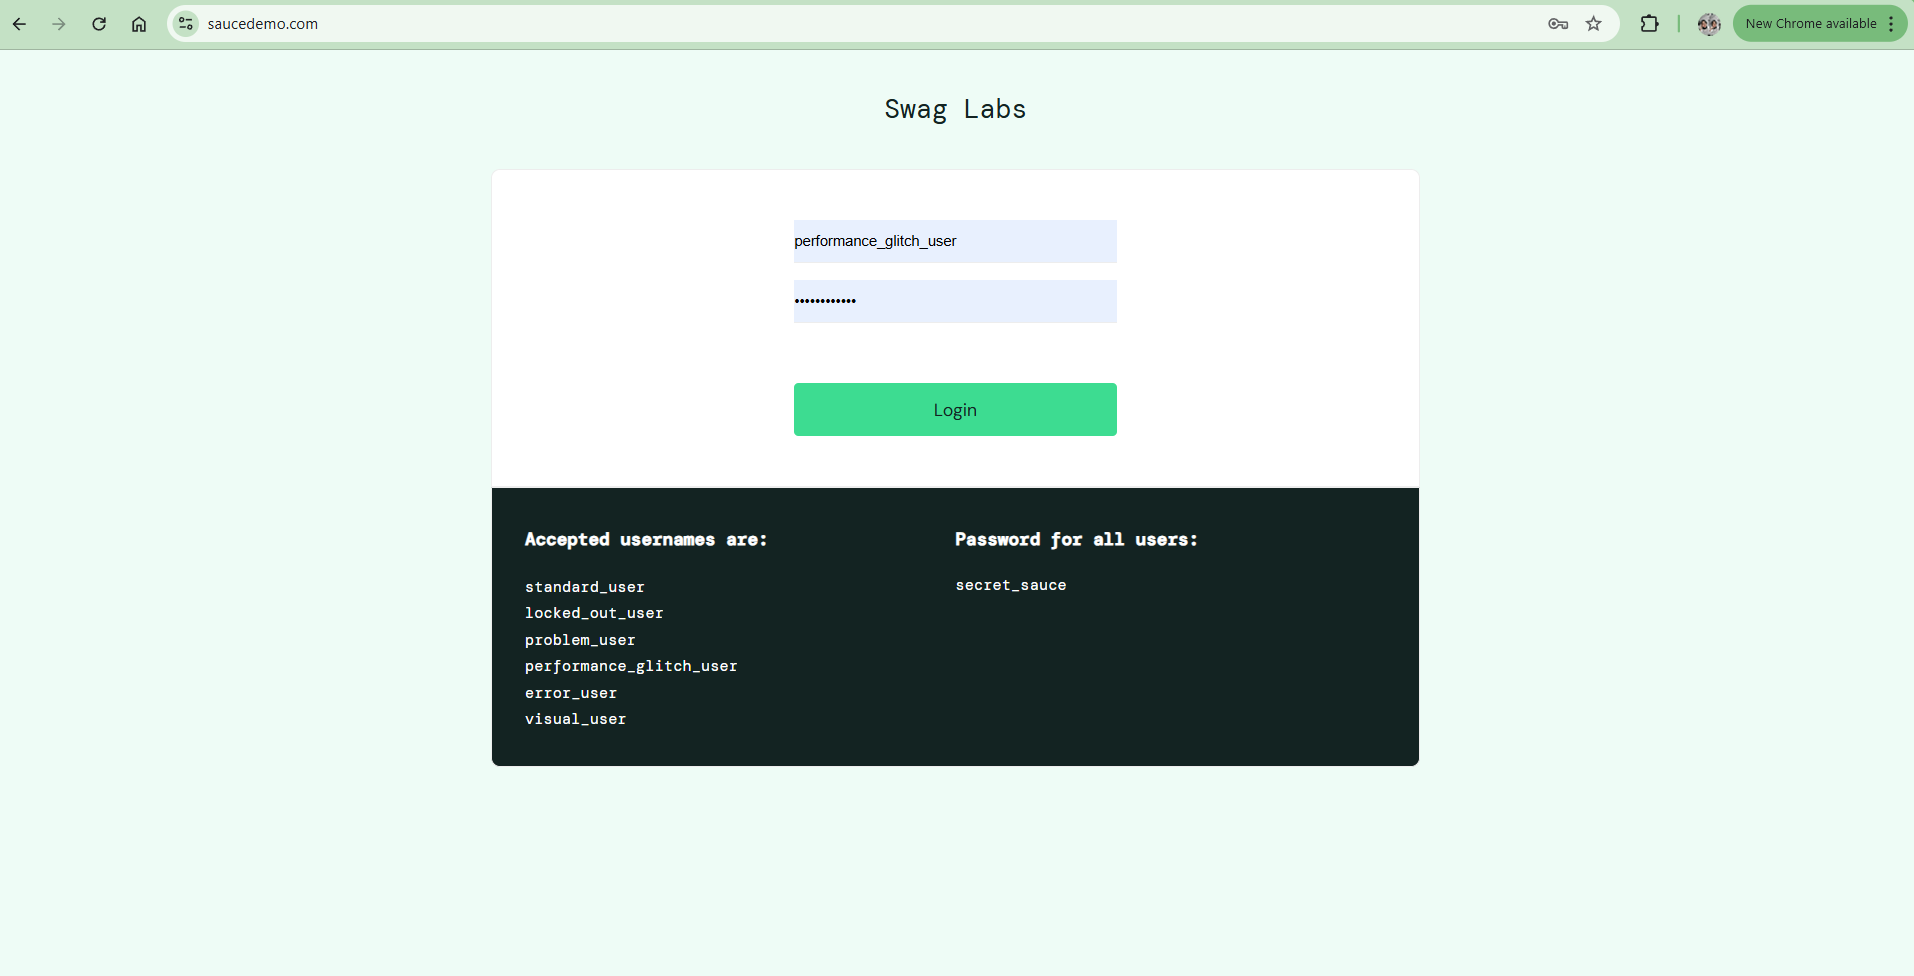 saucedemo.com
New Chrome available
Swag Labs
performance_glitch_user
••••••••••••
Login
Accepted usernames are:
standard_user
locked_out_user
problem_user
performance_glitch_user
error_user
visual_user
Password for all users:
secret_sauce